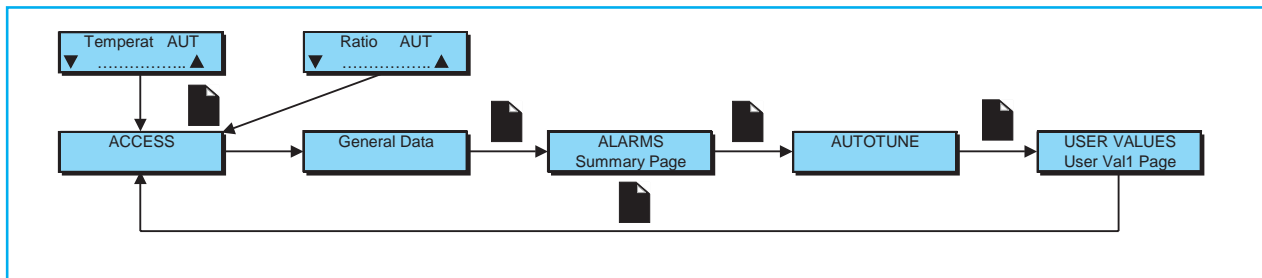 Temperat AUT
▼ ................. ▲
Ratio AUT
▼ ................. ▲
ACCESS
General Data
ALARMS
Summary Page
AUTOTUNE
USER VALUES
User Val1 Page